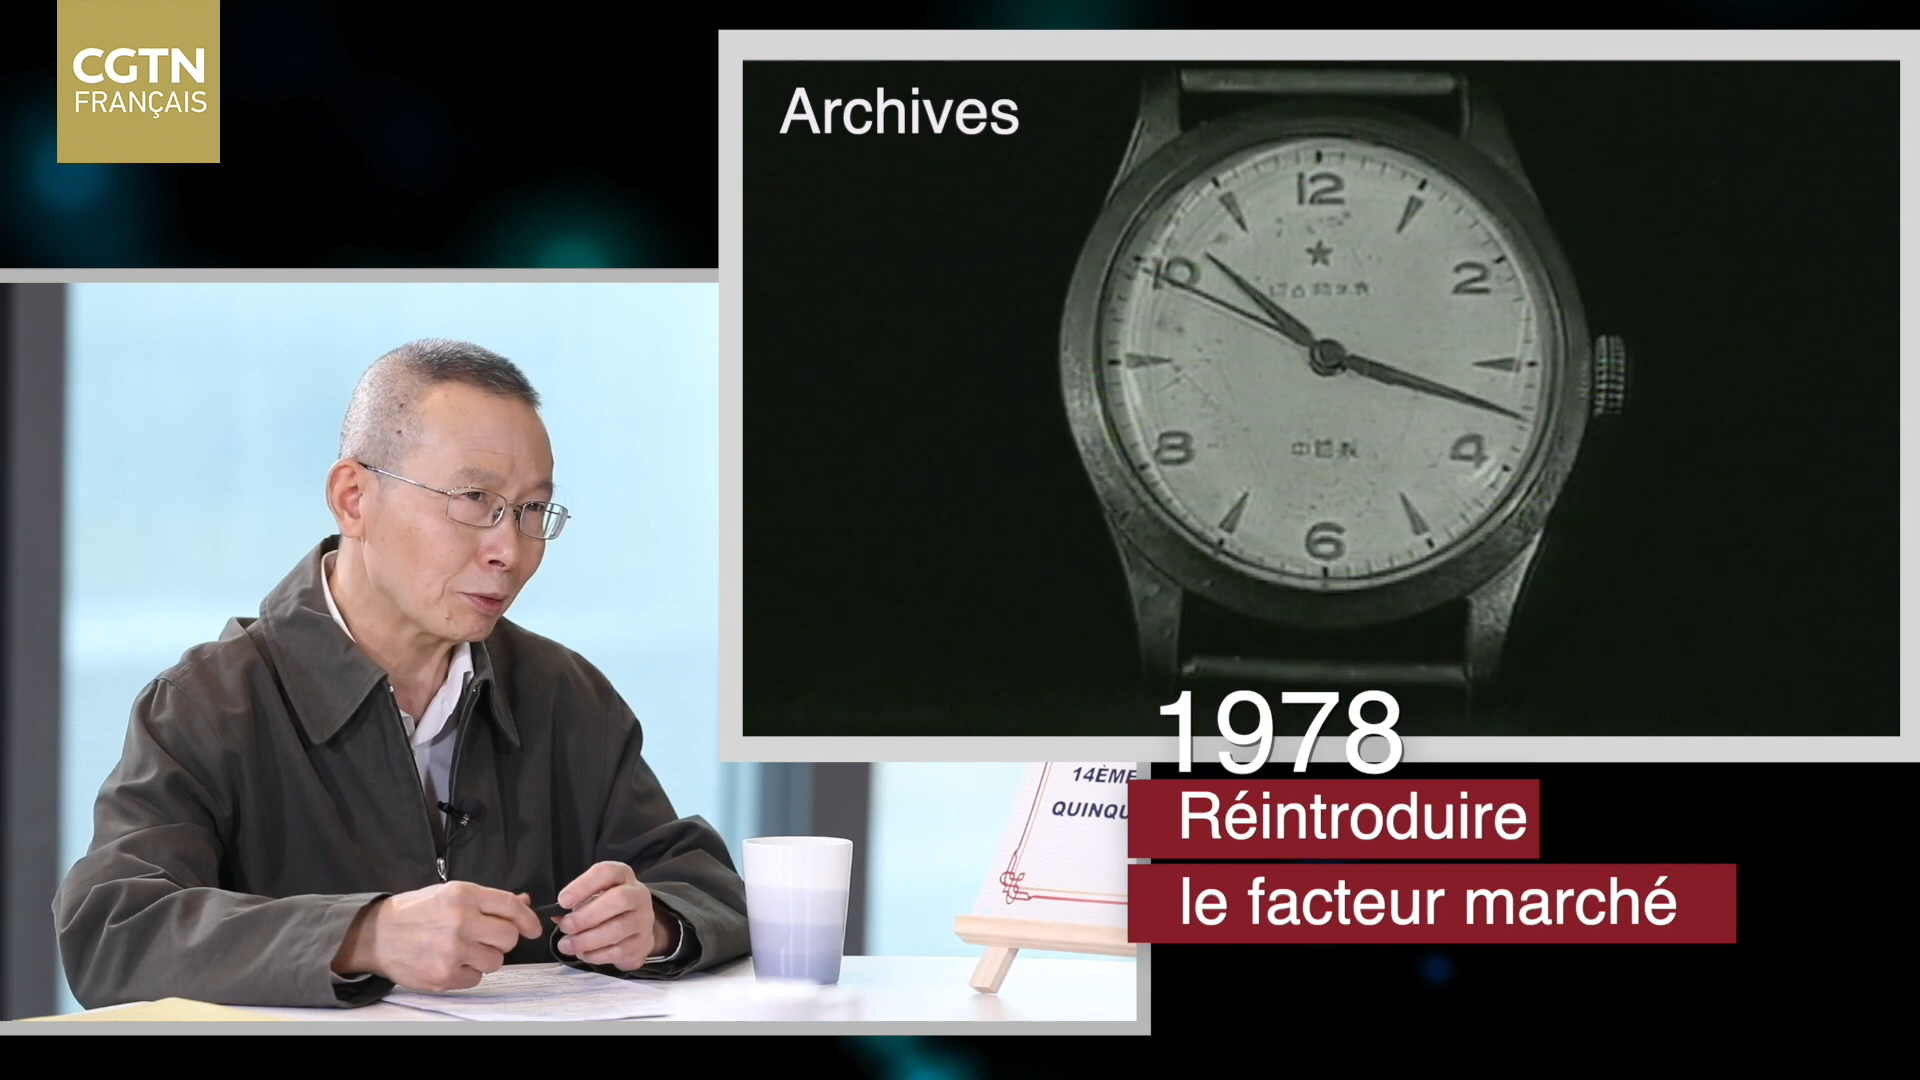 CGTN
FRANÇAIS
Archives
12
2
4
6
8
10
1978
Réintroduire
le facteur marché
14ÈME
QUINQU